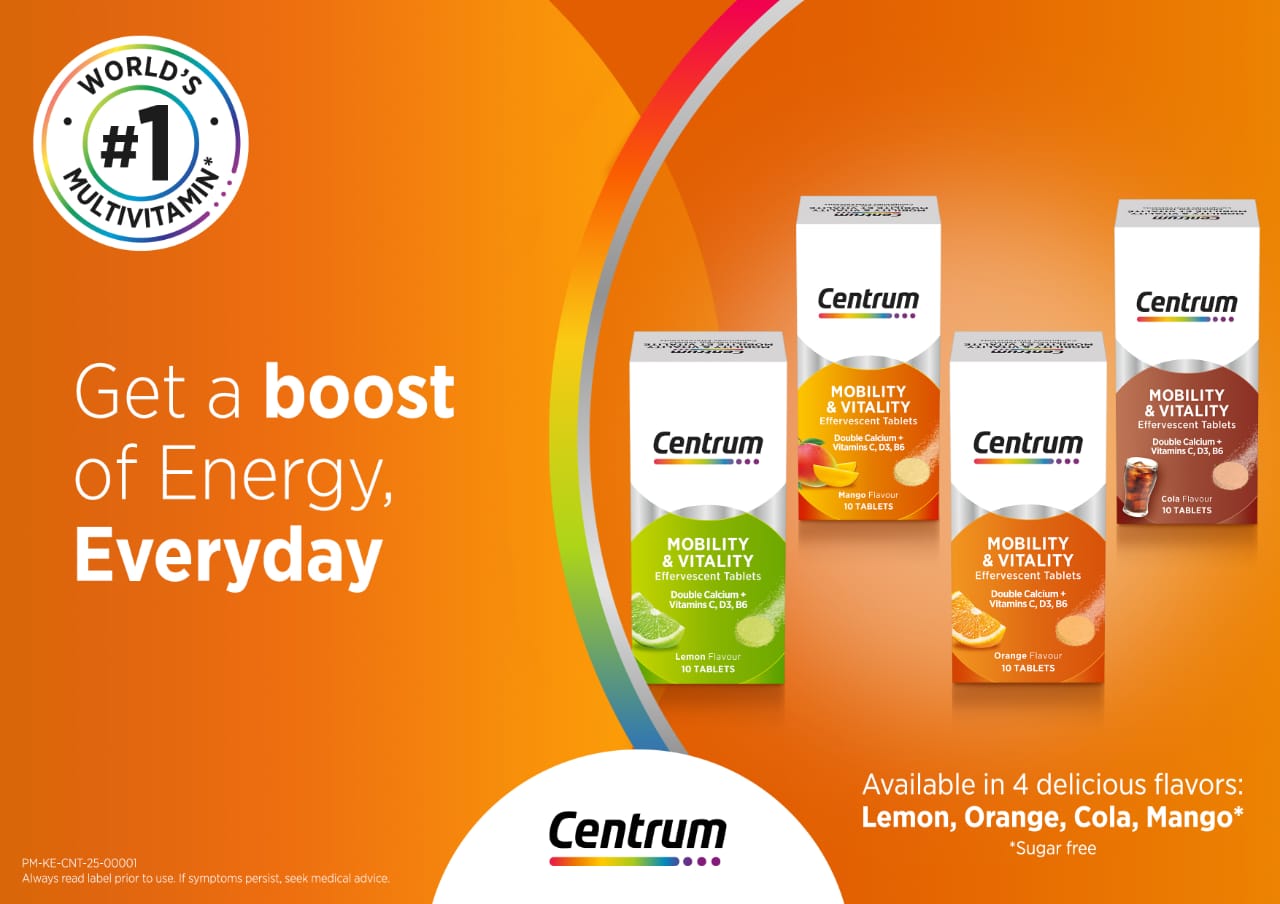 WORLD'S
#1
MULTIVITAMIN*
Get a boost
of Energy,
Everyday
Centrum
MOBILITY
& VITALITY
Effervescent Tablets
Double Calcium +
Vitamins C, D3, B6
Lemon Flavour
10 TABLETS
Centrum
MOBILITY
& VITALITY
Effervescent Tablets
Double Calcium +
Vitamins C, D3, B6
Mango Flavour
10 TABLETS
Centrum
MOBILITY
& VITALITY
Effervescent Tablets
Double Calcium +
Vitamins C, D3, B6
Orange Flavour
10 TABLETS
Centrum
MOBILITY
& VITALITY
Effervescent Tablets
Double Calcium +
Vitamins C, D3, B6
Cola Flavour
10 TABLETS
Available in 4 delicious flavors:
Lemon, Orange, Cola, Mango*
*Sugar free
Centrum
PM-KE-CNT-25-00001
Always read label prior to use. If symptoms persist, seek medical advice.